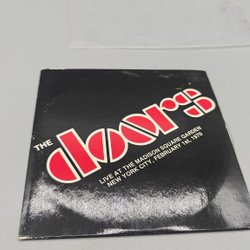 THE
doors
LIVE AT THE MADISON SQUARE GARDEN
NEW YORK CITY, FEBRUARY 1st, 1970